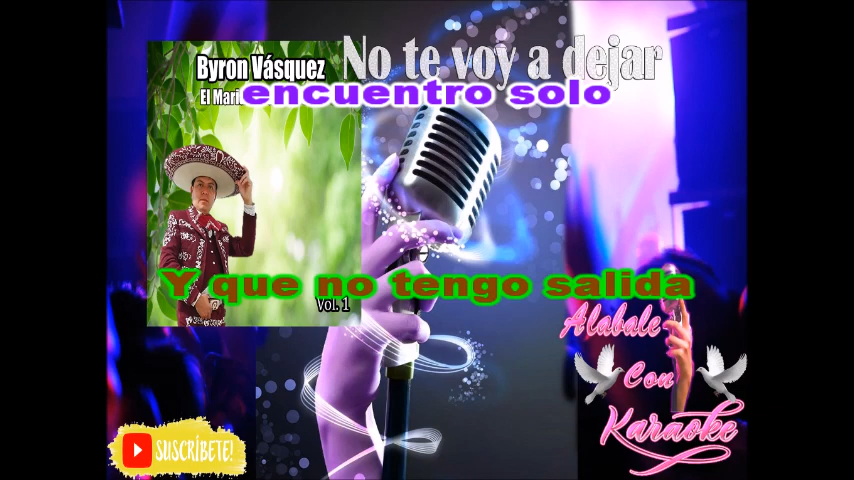 Byron Vásquez
No te voy a dejar
El Mari
encuentro solo
Y que no tengo salida
Vol. 1
Alabale
Con
Karaoke
SUSCRÍBETE!